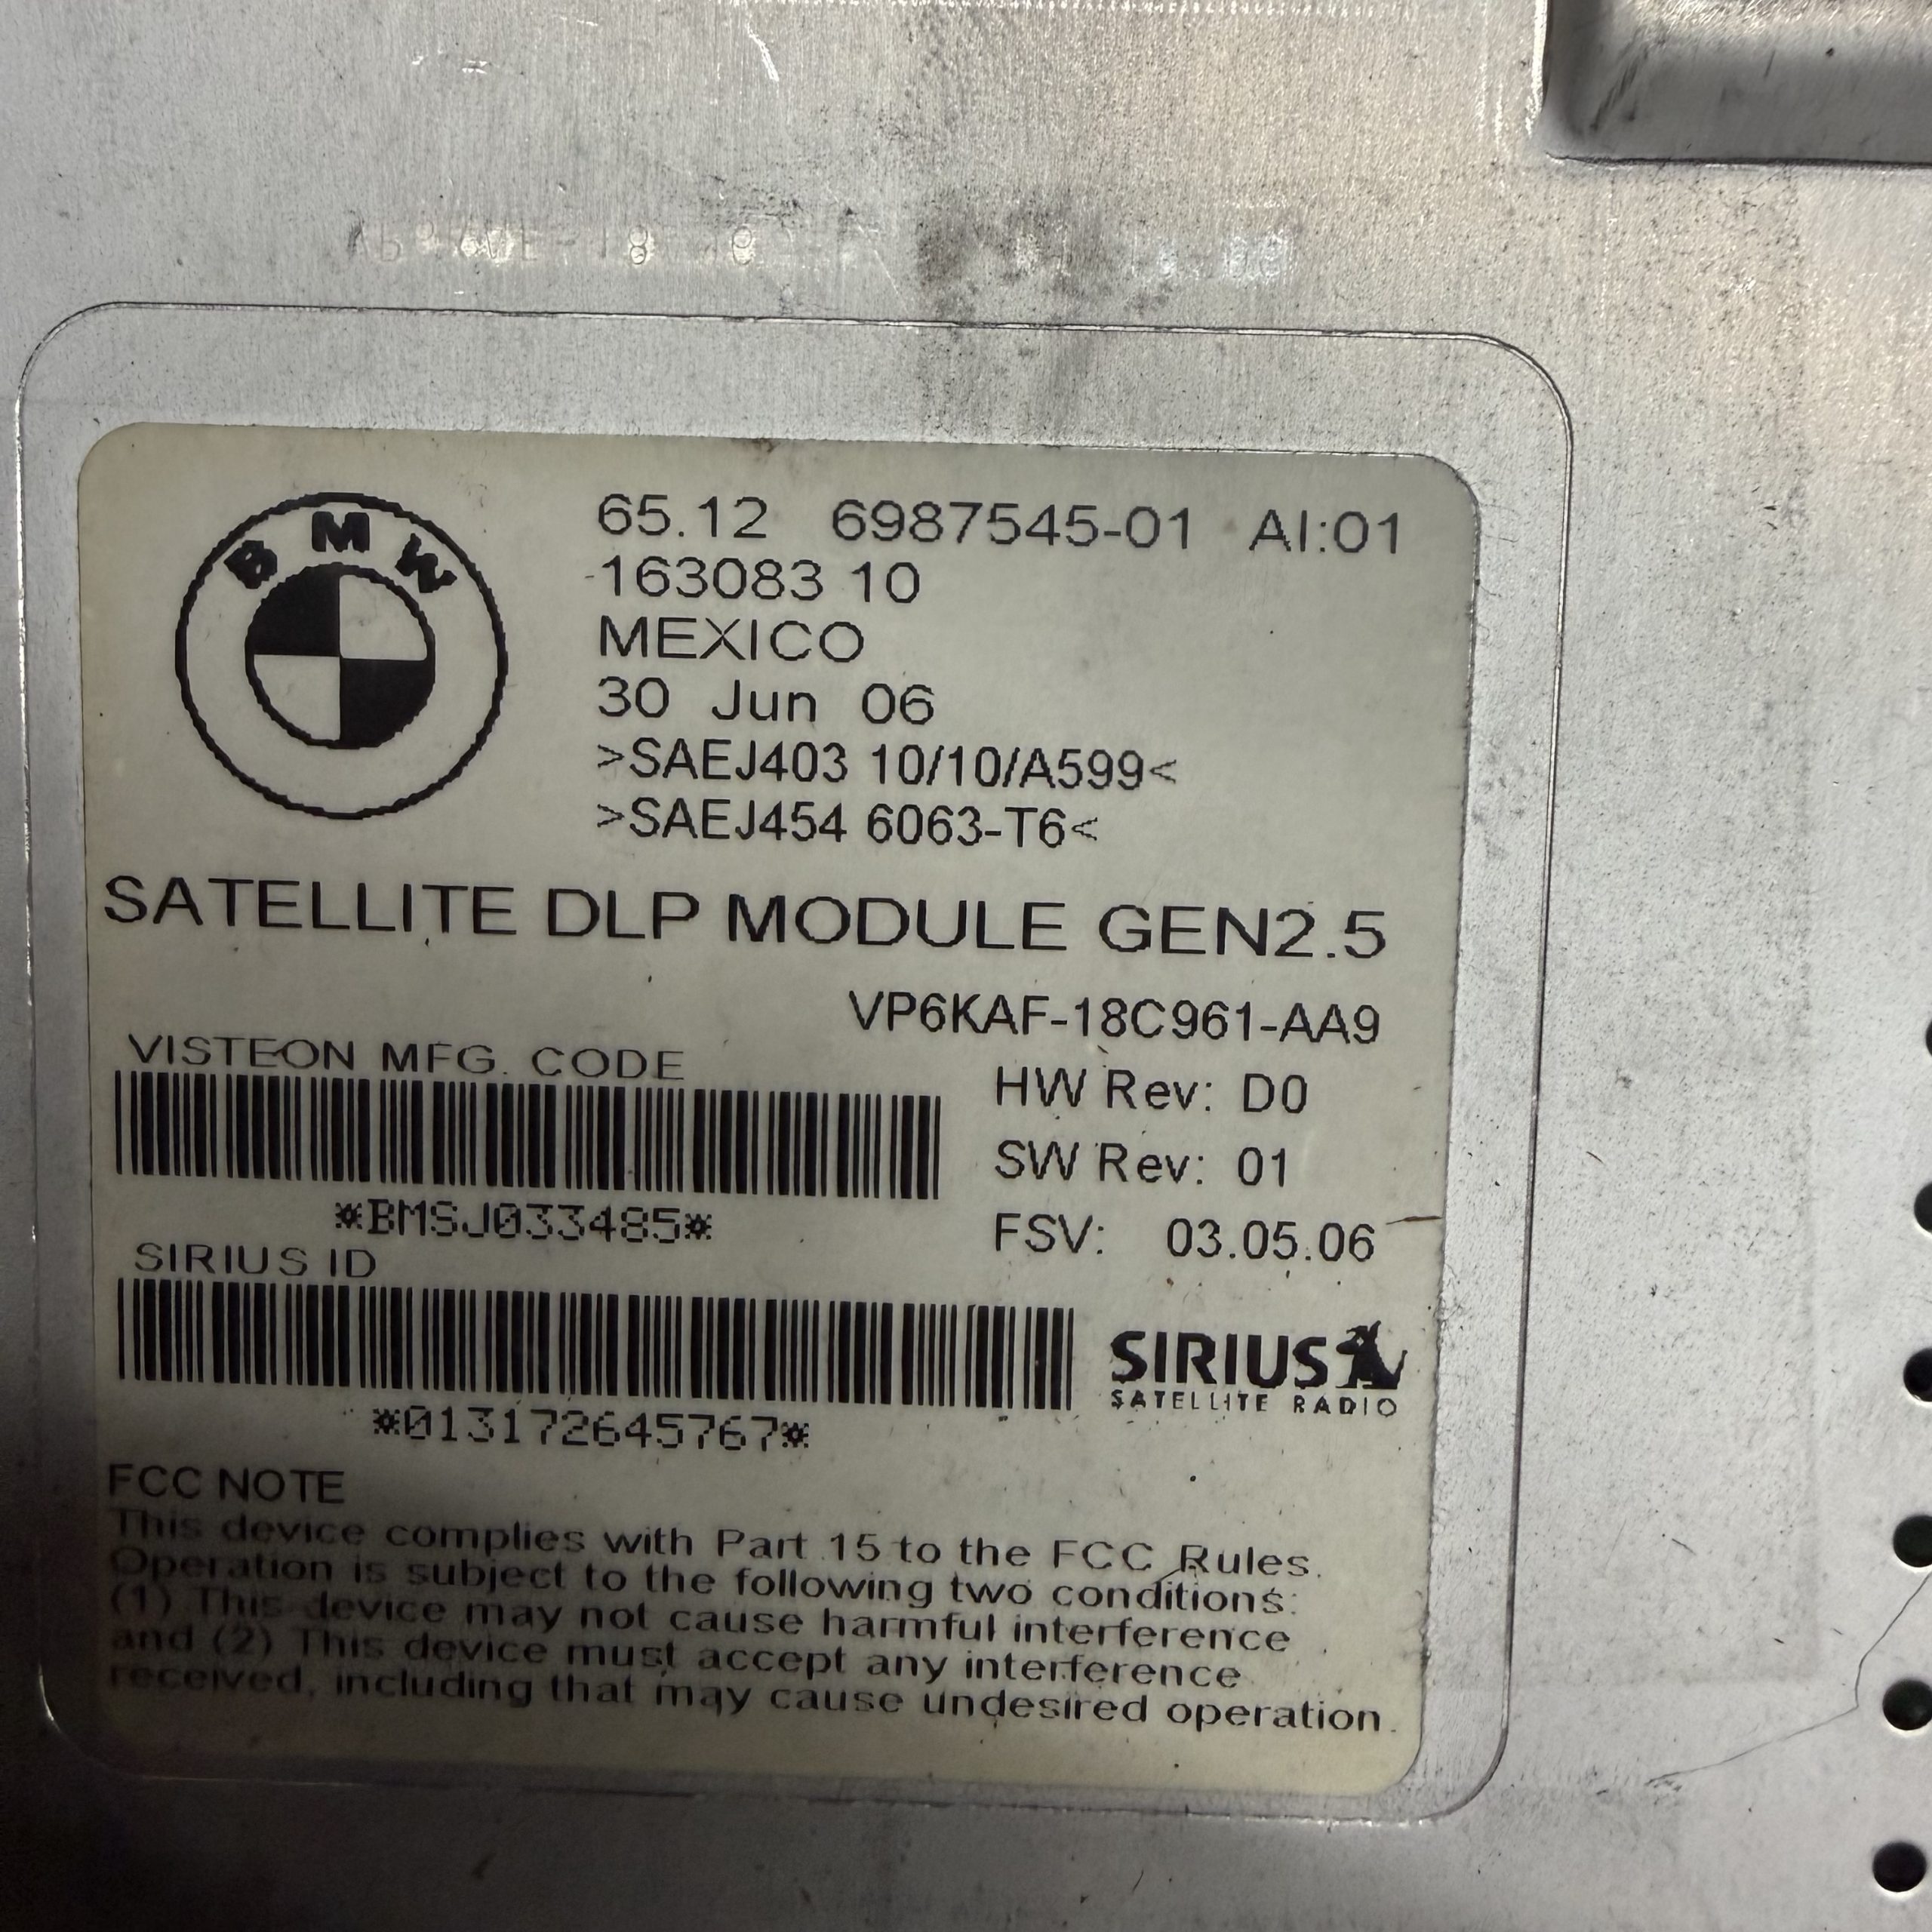 BMW
65.12 6987545-01 AI:01
163083 10
MEXICO
30 Jun 06
>SAEJ403 10/10/A599<
>SAEJ454 6063-T6<
SATELLITE DLP MODULE GEN2.5
VP6KAF-18C961-AA9
VISTEON MFG. CODE
HW Rev: D0
SW Rev: 01
*BMSJ033485*
FSV: 03.05.06
SIRIUS ID
SIRIUS
SATELLITE RADIO
*013172645767*
FCC NOTE
This device complies with Part 15 to the FCC Rules.
Operation is subject to the following two conditions:
(1) This device may not cause harmful interference
and (2) This device must accept any interference
received, including that may cause undesired operation.